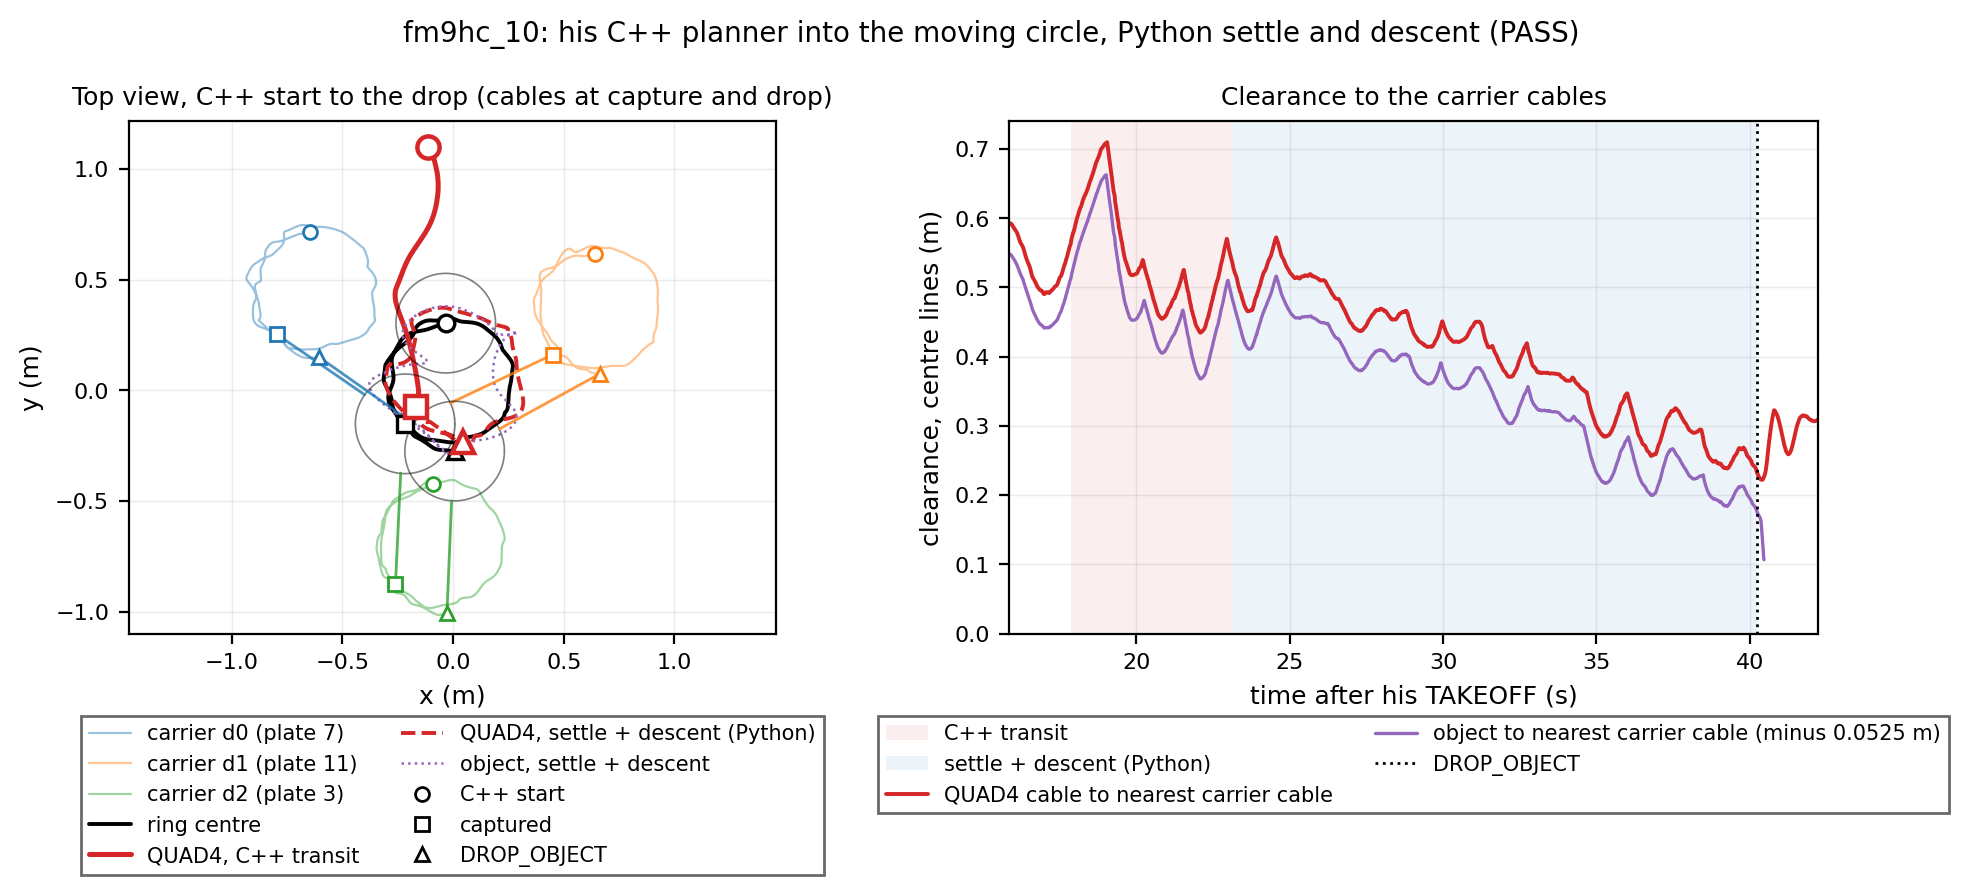 fm9hc_10: his C++ planner into the moving circle, Python settle and descent (PASS)
Top view, C++ start to the drop (cables at capture and drop)
1.0
0.5
0.0
−0.5
−1.0
y (m)
−1.0
−0.5
0.0
0.5
1.0
x (m)
carrier d0 (plate 7)
carrier d1 (plate 11)
carrier d2 (plate 3)
ring centre
QUAD4, C++ transit
QUAD4, settle + descent (Python)
object, settle + descent
C++ start
captured
DROP_OBJECT
Clearance to the carrier cables
0.7
0.6
0.5
0.4
0.3
0.2
0.1
0.0
clearance, centre lines (m)
20
25
30
35
40
time after his TAKEOFF (s)
C++ transit
settle + descent (Python)
QUAD4 cable to nearest carrier cable
object to nearest carrier cable (minus 0.0525 m)
DROP_OBJECT